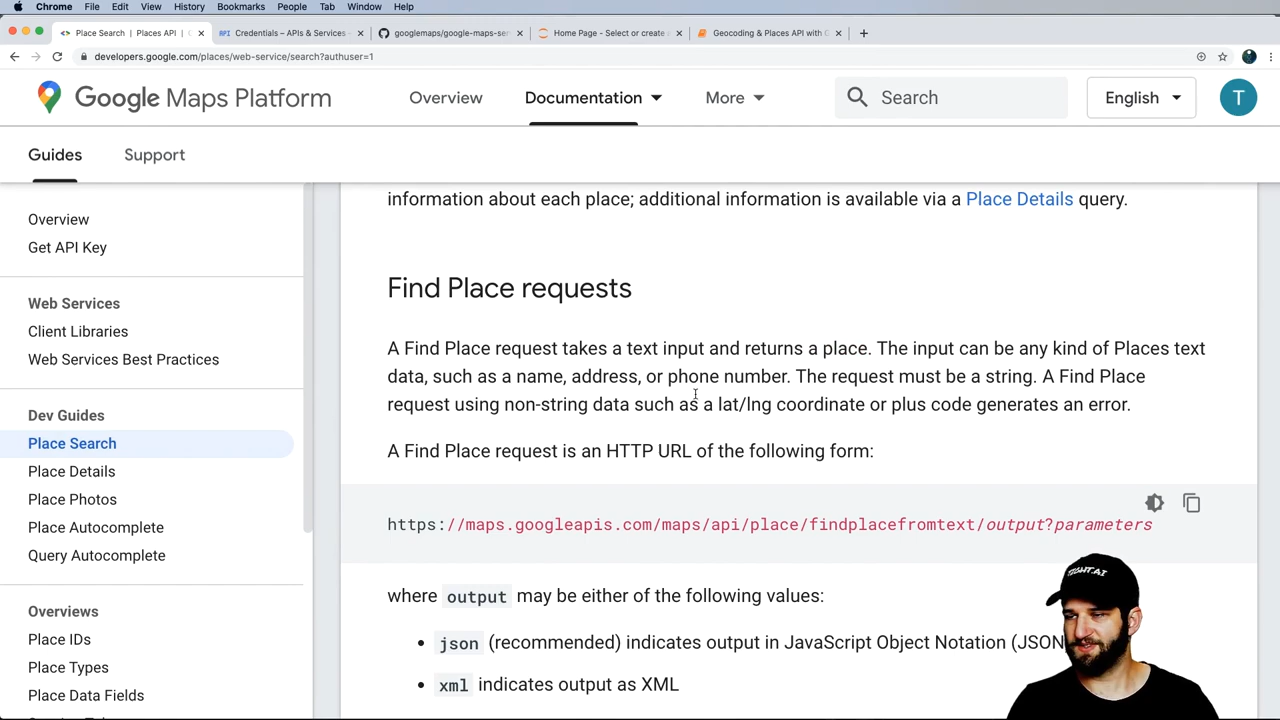 Chrome File Edit View History Bookmarks People Tab Window Help
Place Search | Places API | Credentials – APIs & Services googlemaps/google-maps-se Home Page - Select or create Geocoding & Places API with
developers.google.com/places/web-service/search?authuser=1
Google Maps Platform Overview Documentation More Search English T
Guides Support
information about each place; additional information is available via a Place Details query.
Overview
Get API Key
Find Place requests
Web Services
Client Libraries
Web Services Best Practices
A Find Place request takes a text input and returns a place. The input can be any kind of Places text
data, such as a name, address, or phone number. The request must be a string. A Find Place
request using non-string data such as a lat/lng coordinate or plus code generates an error.
Dev Guides
Place Search
Place Details
Place Photos
Place Autocomplete
Query Autocomplete
A Find Place request is an HTTP URL of the following form:
https://maps.googleapis.com/maps/api/place/findplacefromtext/output?parameters
where output may be either of the following values:
• json (recommended) indicates output in JavaScript Object Notation (JSON
• xml indicates output as XML
Overviews
Place IDs
Place Types
Place Data Fields